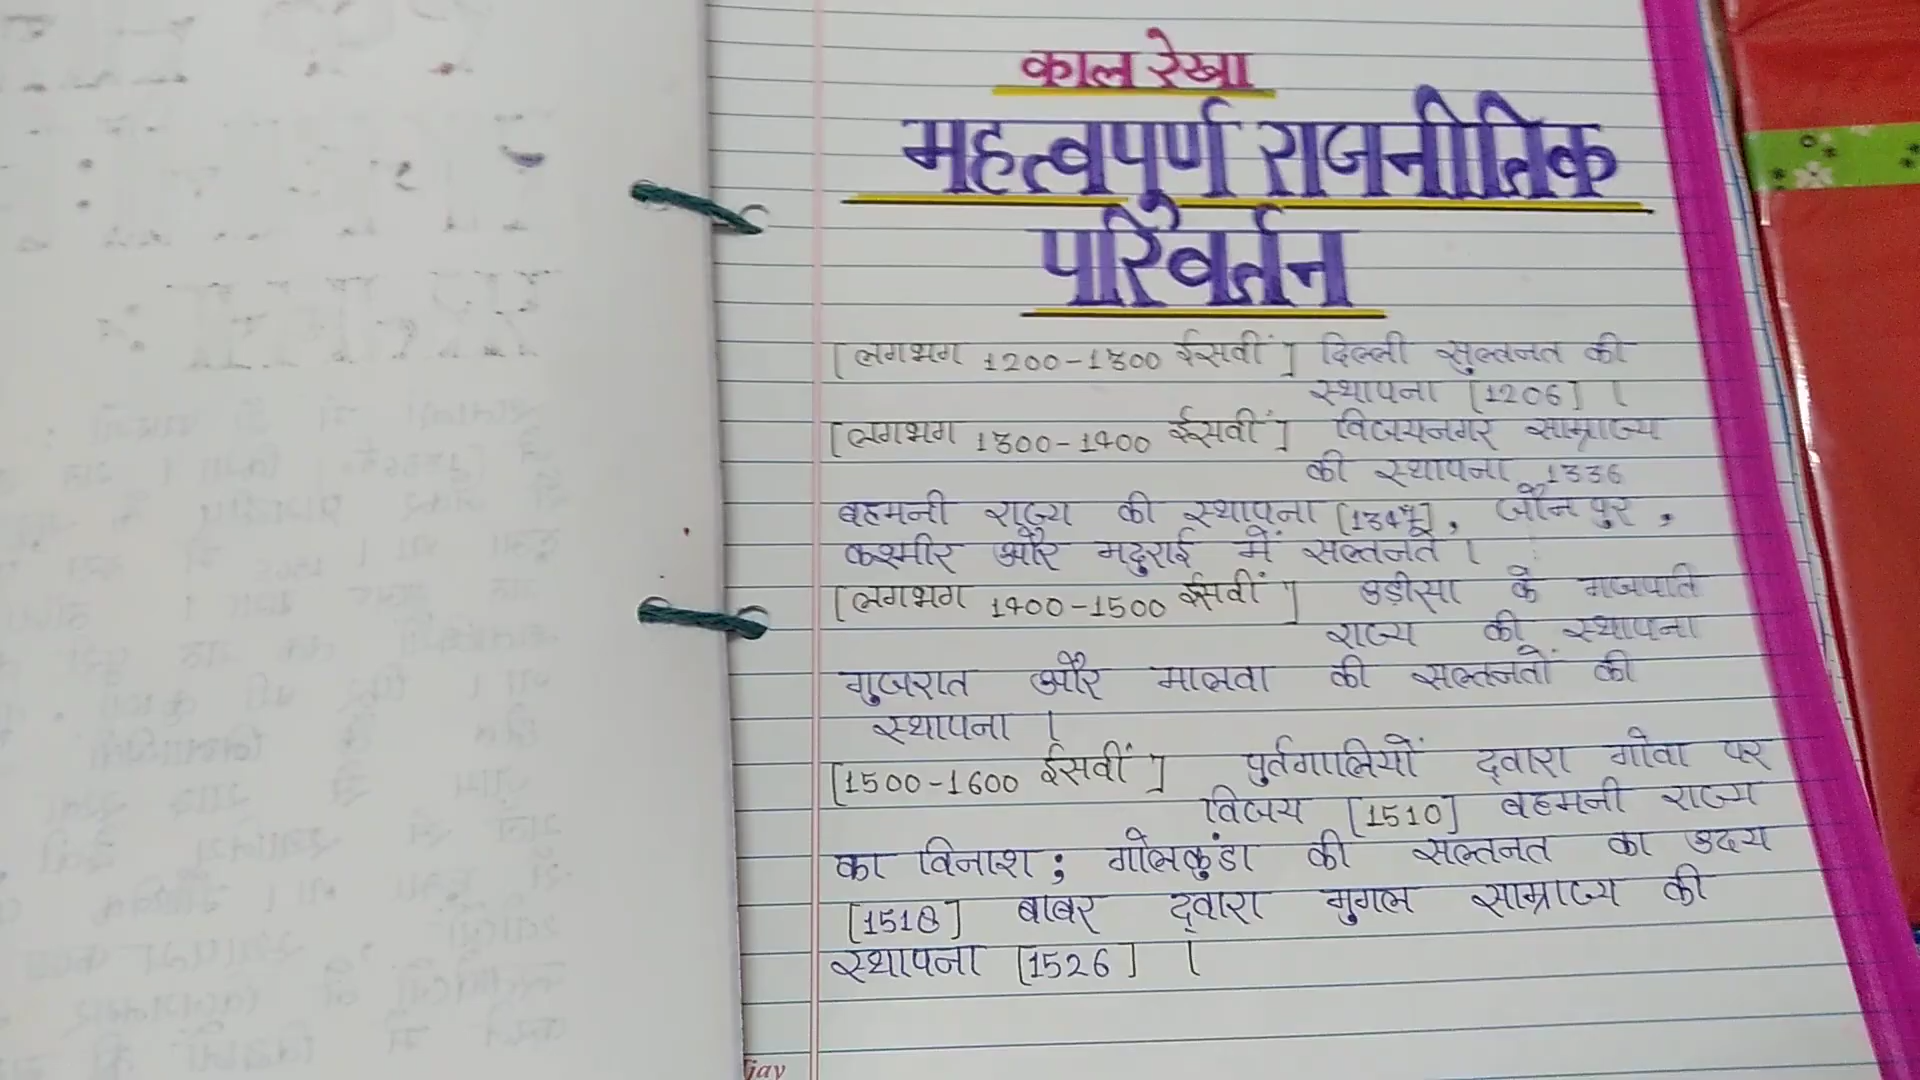 काल रेखा
महत्वपुर्ण राजनीतिक
परिवर्तन
[लगभग 1200-1300 ईसवीं] दिल्ली सुल्तनत की
स्थापना [1206] ।
[लगभग 1300-1400 ईसवीं] विजयनगर साम्राज्य
की स्थापना 1336
बहमनी राज्य की स्थापना [1347], जौनपुर,
कश्मीर और मदुराई में सल्तनत ।
[लगभग 1400-1500 ईसवीं] उड़ीसा के गजपति
राज्य की स्थापना
गुजरात और मालवा की सल्तनतों की
स्थापना ।
[1500-1600 ईसवीं] पुर्तगालियों द्वारा गोवा पर
विजय [1510] बहमनी राज्य
का विनाश; गोलकुंडा की सल्तनत का उदय
[1518] बाबर द्वारा मुगल साम्राज्य की
स्थापना [1526] ।